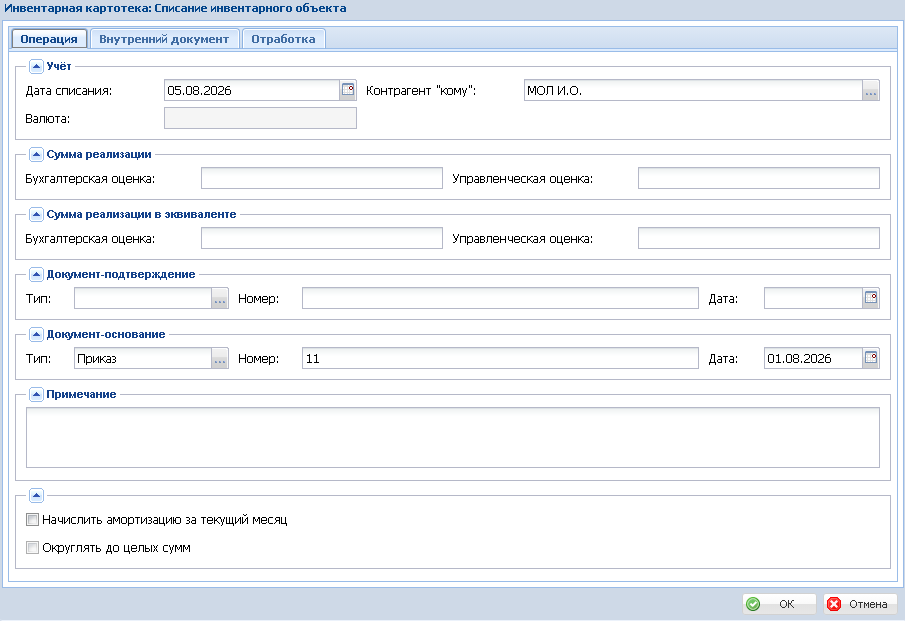 Инвентарная картотека: Списание инвентарного объекта
Операция Внутренний документ Отработка
Учёт
Дата списания: 05.08.2026 Контрагент "кому": МОЛ И.О. ...
Валюта:
Сумма реализации
Бухгалтерская оценка: Управленческая оценка:
Сумма реализации в эквиваленте
Бухгалтерская оценка: Управленческая оценка:
Документ-подтверждение
Тип: ... Номер: Дата:
Документ-основание
Тип: Приказ ... Номер: 11 Дата: 01.08.2026
Примечание
Начислить амортизацию за текущий месяц
Округлять до целых сумм
ОК Отмена